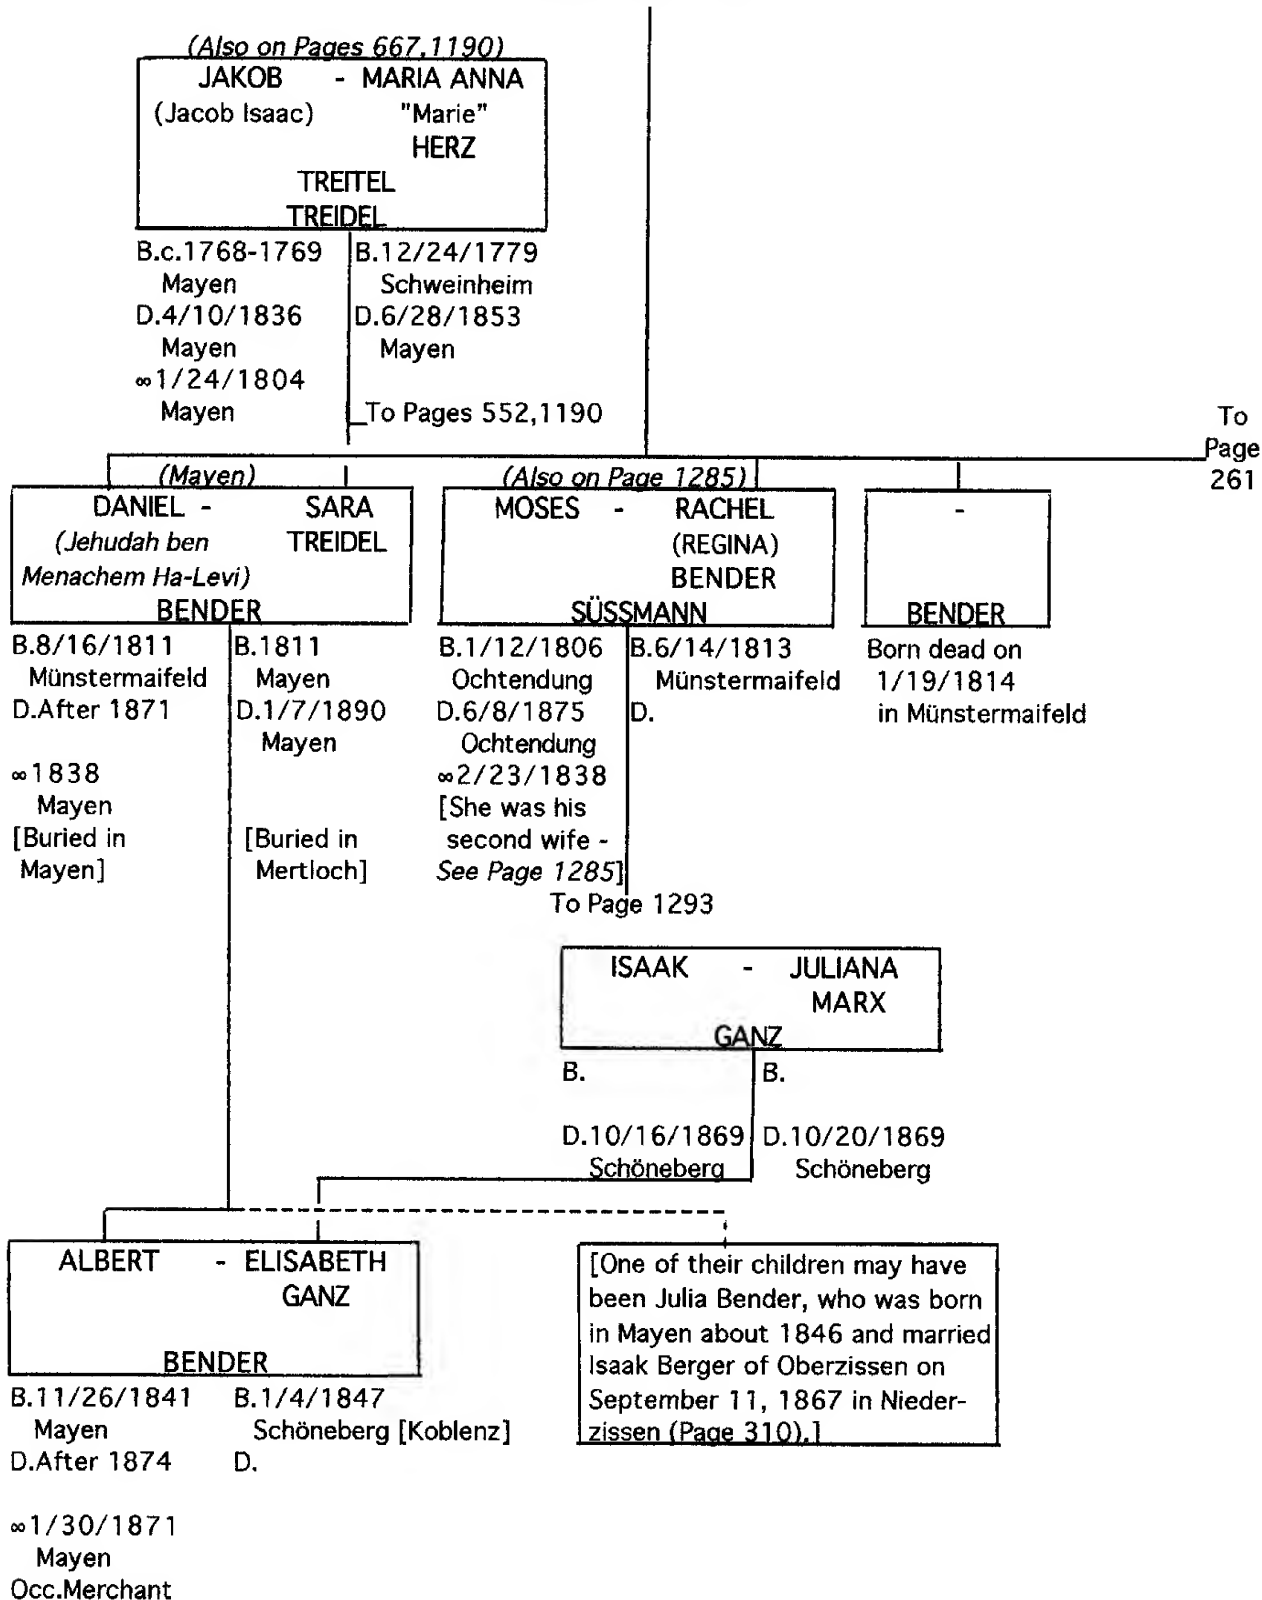 (Also on Pages 667,1190)
JAKOB - MARIA ANNA
(Jacob Isaac) "Marie"
HERZ
TREITEL
TREIDEL
B.c.1768-1769 B.12/24/1779
Mayen Schweinheim
D.4/10/1836 D.6/28/1853
Mayen Mayen
∞1/24/1804
Mayen To Pages 552,1190
To
Page
261
(Mayen)
DANIEL - SARA
(Jehudah ben TREIDEL
Menachem Ha-Levi)
BENDER
B.8/16/1811 B.1811
Münstermaifeld Mayen
D.After 1871 D.1/7/1890
Mayen
∞1838
Mayen
[Buried in [Buried in
Mayen] Mertloch]
(Also on Page 1285)
MOSES - RACHEL
(REGINA)
BENDER
SÜSSMANN
B.1/12/1806 B.6/14/1813
Ochtendung Münstermaifeld
D.6/8/1875 D.
Ochtendung
∞2/23/1838
[She was his
second wife -
See Page 1285]
To Page 1293
-
BENDER
Born dead on
1/19/1814
in Münstermaifeld
ISAAK - JULIANA
MARX
GANZ
B. B.
D.10/16/1869 D.10/20/1869
Schöneberg Schöneberg
ALBERT - ELISABETH
GANZ
BENDER
B.11/26/1841 B.1/4/1847
Mayen Schöneberg [Koblenz]
D.After 1874 D.
∞1/30/1871
Mayen
Occ.Merchant
[One of their children may have
been Julia Bender, who was born
in Mayen about 1846 and married
Isaak Berger of Oberzissen on
September 11, 1867 in Nieder-
zissen (Page 310).]